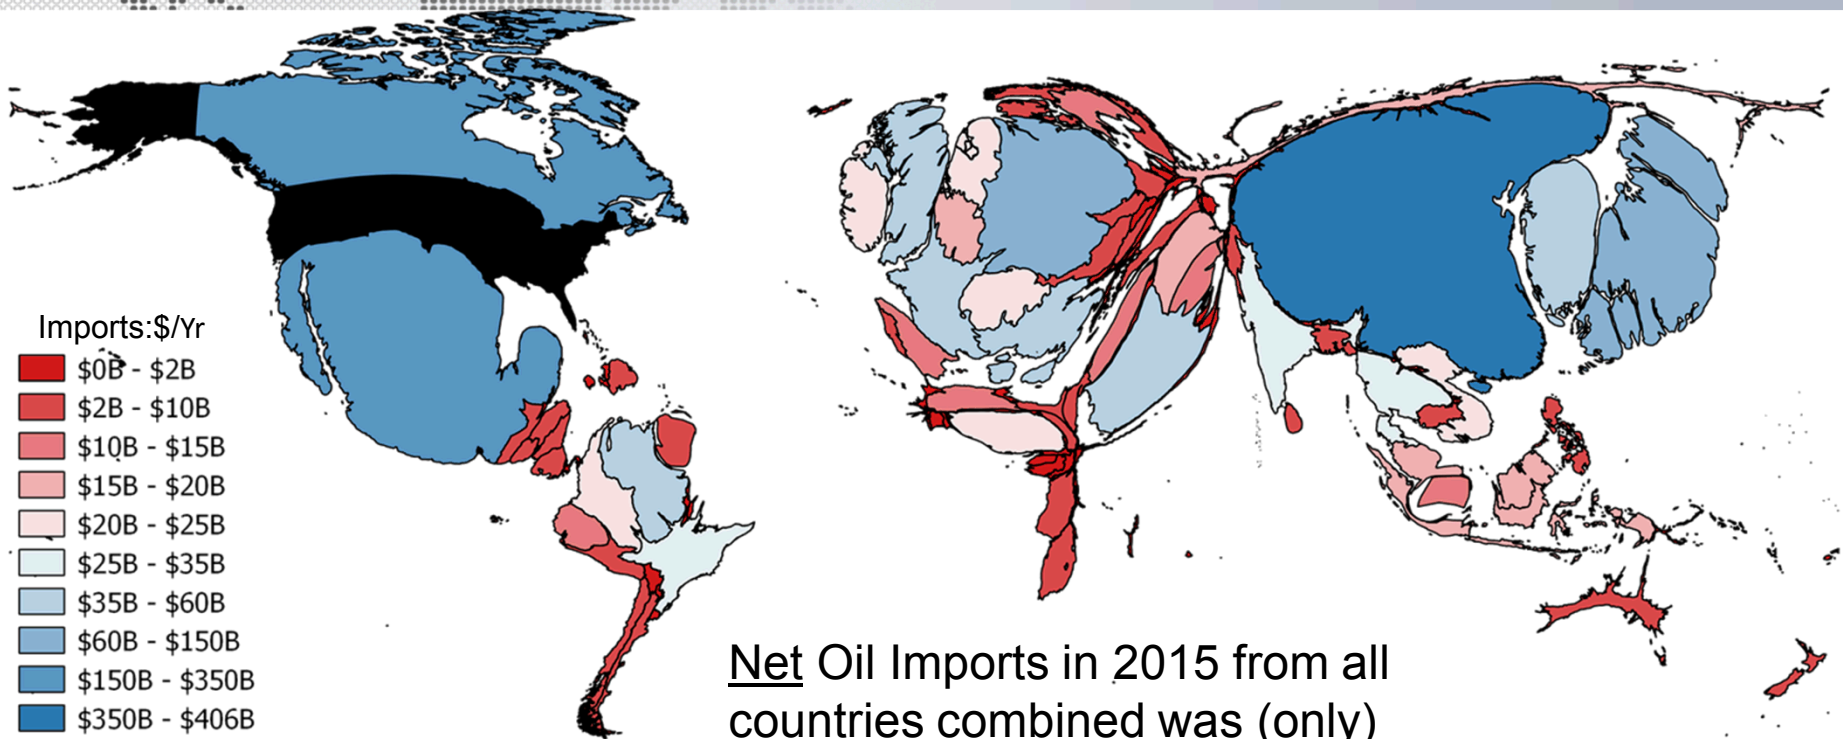 Imports:$/Yr
$0B - $2B
$2B - $10B
$10B - $15B
$15B - $20B
$20B - $25B
$25B - $35B
$35B - $60B
$60B - $150B
$150B - $350B
$350B - $406B
Net Oil Imports in 2015 from all
countries combined was (only)